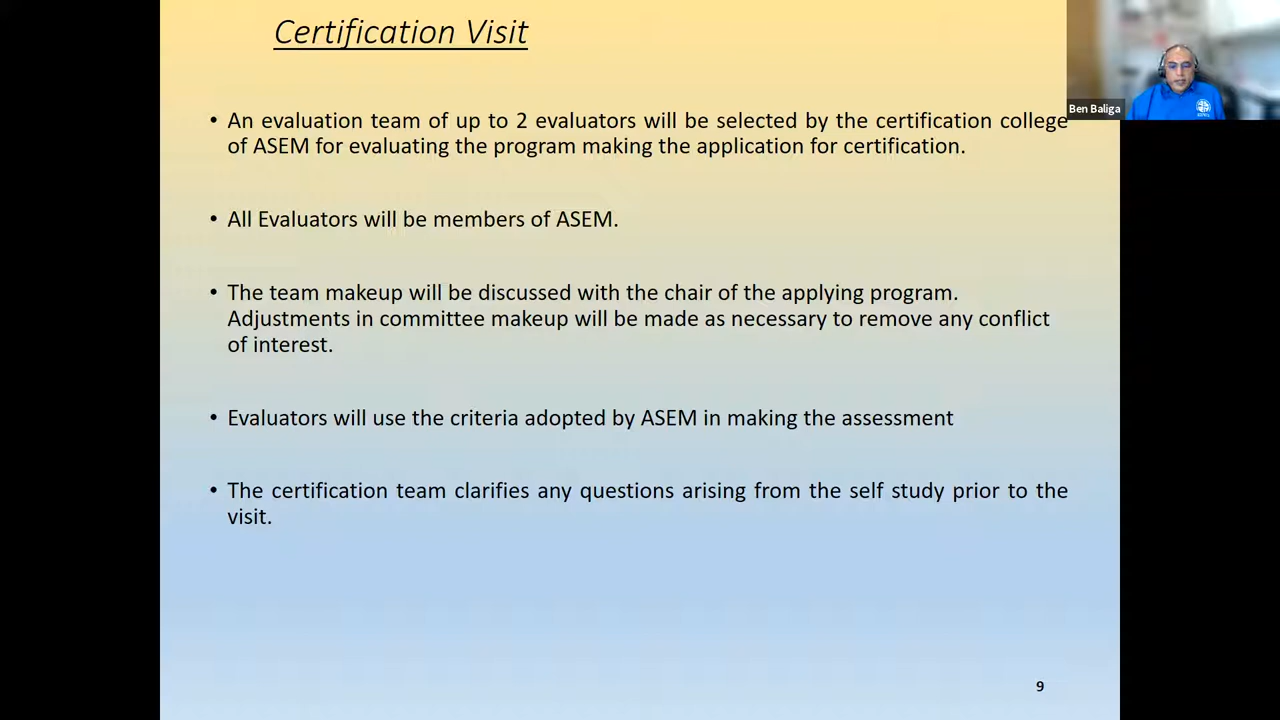 Certification Visit
Ben Baliga
• An evaluation team of up to 2 evaluators will be selected by the certification college
of ASEM for evaluating the program making the application for certification.
• All Evaluators will be members of ASEM.
• The team makeup will be discussed with the chair of the applying program.
Adjustments in committee makeup will be made as necessary to remove any conflict
of interest.
• Evaluators will use the criteria adopted by ASEM in making the assessment
• The certification team clarifies any questions arising from the self study prior to the
visit.
9